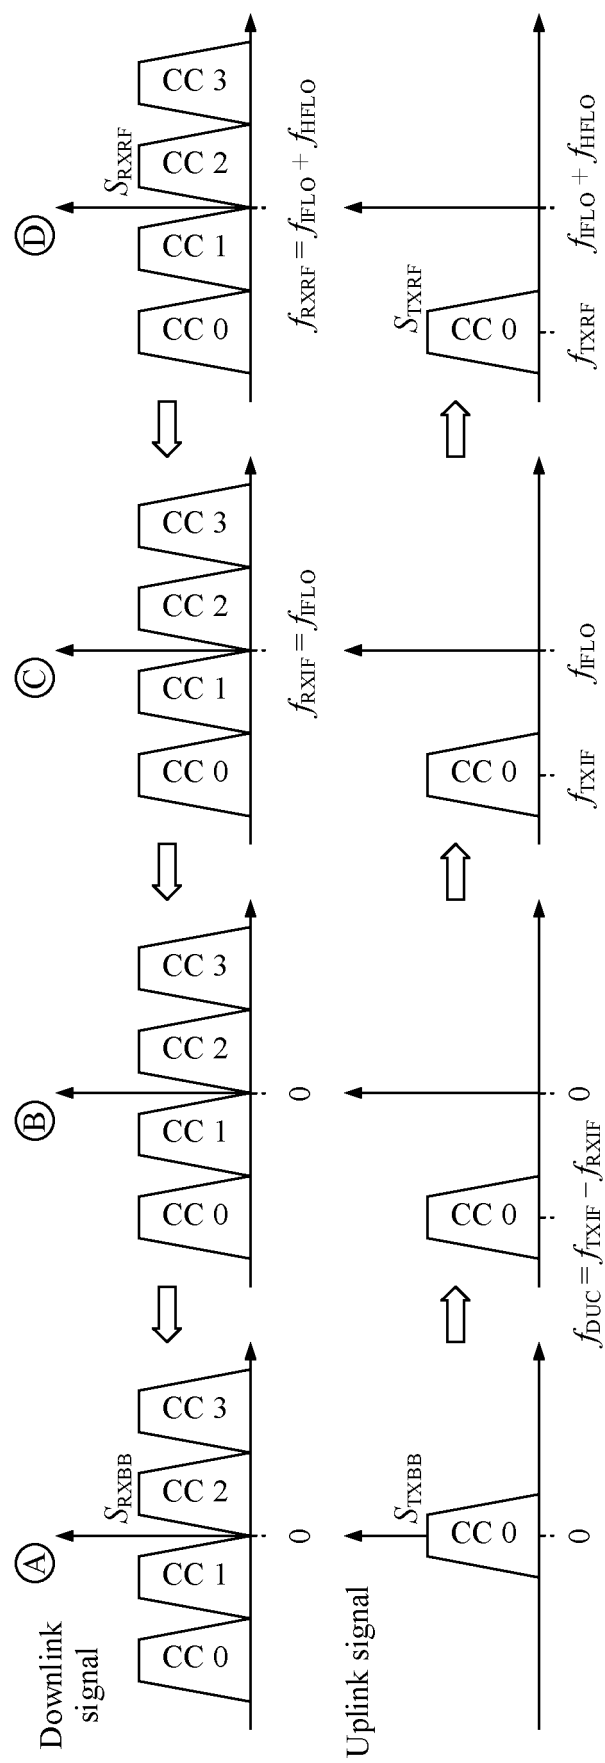 A
B
C
D
Downlink
signal
S_RXBB
CC 0
CC 1
CC 2
CC 3
0
CC 0
CC 1
CC 2
CC 3
0
CC 0
CC 1
CC 2
CC 3
f_RXIF = f_IFLO
S_RXRF
CC 0
CC 1
CC 2
CC 3
f_RXRF = f_IFLO + f_HFLO
Uplink signal
S_TXBB
CC 0
0
CC 0
f_DUC = f_TXIF – f_RXIF
0
CC 0
f_TXIF
f_IFLO
S_TXRF
CC 0
f_TXRF
f_IFLO + f_HFLO